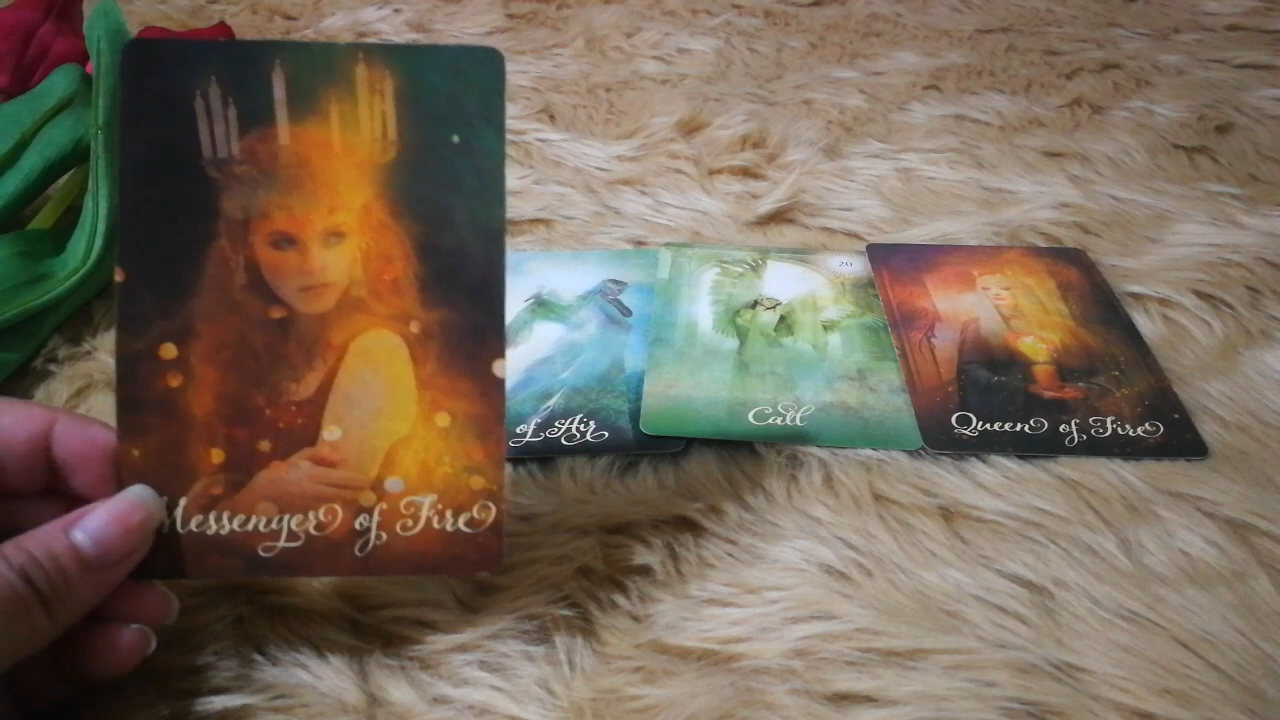 Messenger of Fire
of Air
20
Call
Queen of Fire